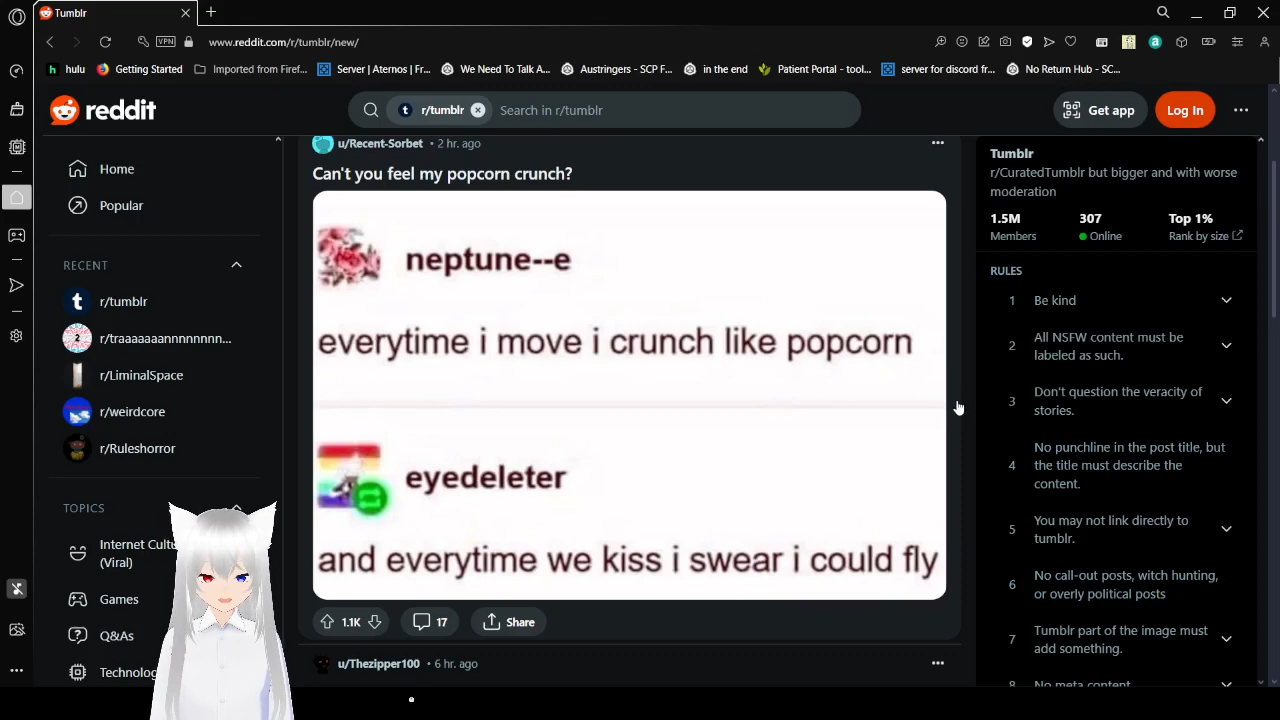 Tumblr
www.reddit.com/r/tumblr/new/
VPN
hulu
Getting Started
Imported from Firef...
Server | Aternos | Fr...
We Need To Talk A...
Austringers - SCP F...
in the end
Patient Portal - tool...
server for discord fr...
No Return Hub - SC...
reddit
r/tumblr
Search in r/tumblr
Get app
Log In
Home
Popular
RECENT
r/tumblr
r/traaaaaaannnnnnnn...
r/LiminalSpace
r/weirdcore
r/Ruleshorror
TOPICS
Internet Cultu
(Viral)
Games
Q&As
Technolog
u/Recent-Sorbet • 2 hr. ago
Can't you feel my popcorn crunch?
neptune--e
everytime i move i crunch like popcorn
eyedeleter
and everytime we kiss i swear i could fly
1.1K
17
Share
u/Thezipper100 • 6 hr. ago
Tumblr
r/CuratedTumblr but bigger and with worse
moderation
1.5M 307 Top 1%
Members Online Rank by size
RULES
1 Be kind
2 All NSFW content must be
labeled as such.
3 Don't question the veracity of
stories.
4 No punchline in the post title, but
the title must describe the
content.
5 You may not link directly to
tumblr.
6 No call-out posts, witch hunting,
or overly political posts
7 Tumblr part of the image must
add something.
8 No meta content